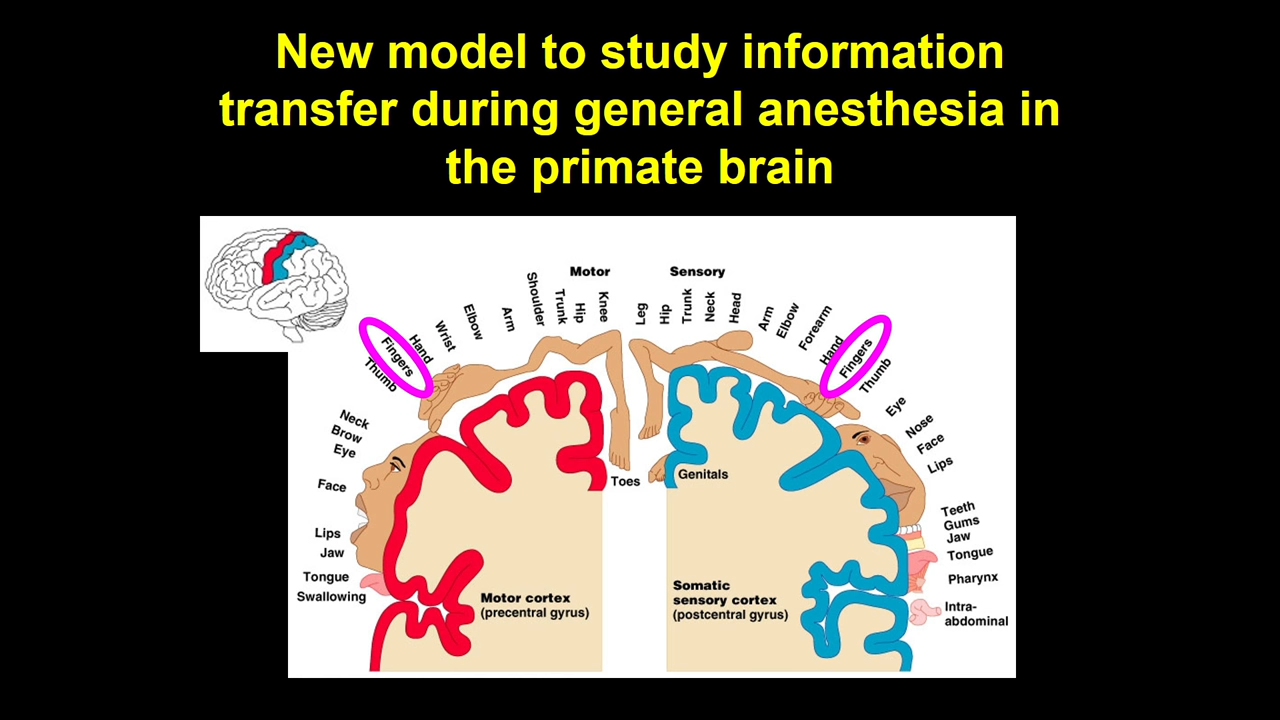 New model to study information
transfer during general anesthesia in
the primate brain
Motor
Sensory
Shoulder
Trunk
Hip
Knee
Arm
Elbow
Wrist
Hand
Fingers
Thumb
Neck
Brow
Eye
Face
Lips
Jaw
Tongue
Swallowing
Motor cortex
(precentral gyrus)
Toes
Leg
Hip
Trunk
Neck
Head
Arm
Elbow
Forearm
Hand
Fingers
Thumb
Eye
Nose
Face
Lips
Teeth
Gums
Jaw
Tongue
Pharynx
Intra-
abdominal
Genitals
Somatic
sensory cortex
(postcentral gyrus)